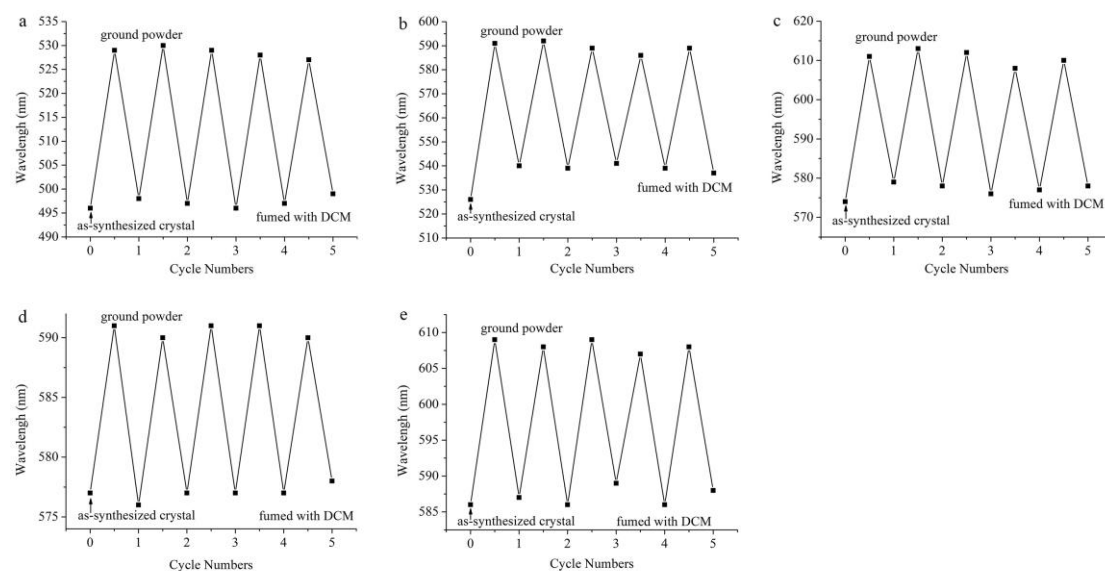 a
535
530
525
520
515
510
505
500
495
490
Wavelengh (nm)
ground powder
as-synthesized crystal
fumed with DCM
0 1 2 3 4 5
Cycle Numbers
b
600
590
580
570
560
550
540
530
520
510
Wavelengh (nm)
ground powder
as-synthesized crystal
fumed with DCM
0 1 2 3 4 5
Cycle Numbers
c
620
610
600
590
580
570
Wavelengh (nm)
ground powder
as-synthesized crystal
fumed with DCM
0 1 2 3 4 5
Cycle Numbers
d
590
585
580
575
Wavelengh (nm)
ground powder
as-synthesized crystal
fumed with DCM
0 1 2 3 4 5
Cycle Numbers
e
610
605
600
595
590
585
Wavelengh (nm)
ground powder
as-synthesized crystal
fumed with DCM
0 1 2 3 4 5
Cycle Numbers